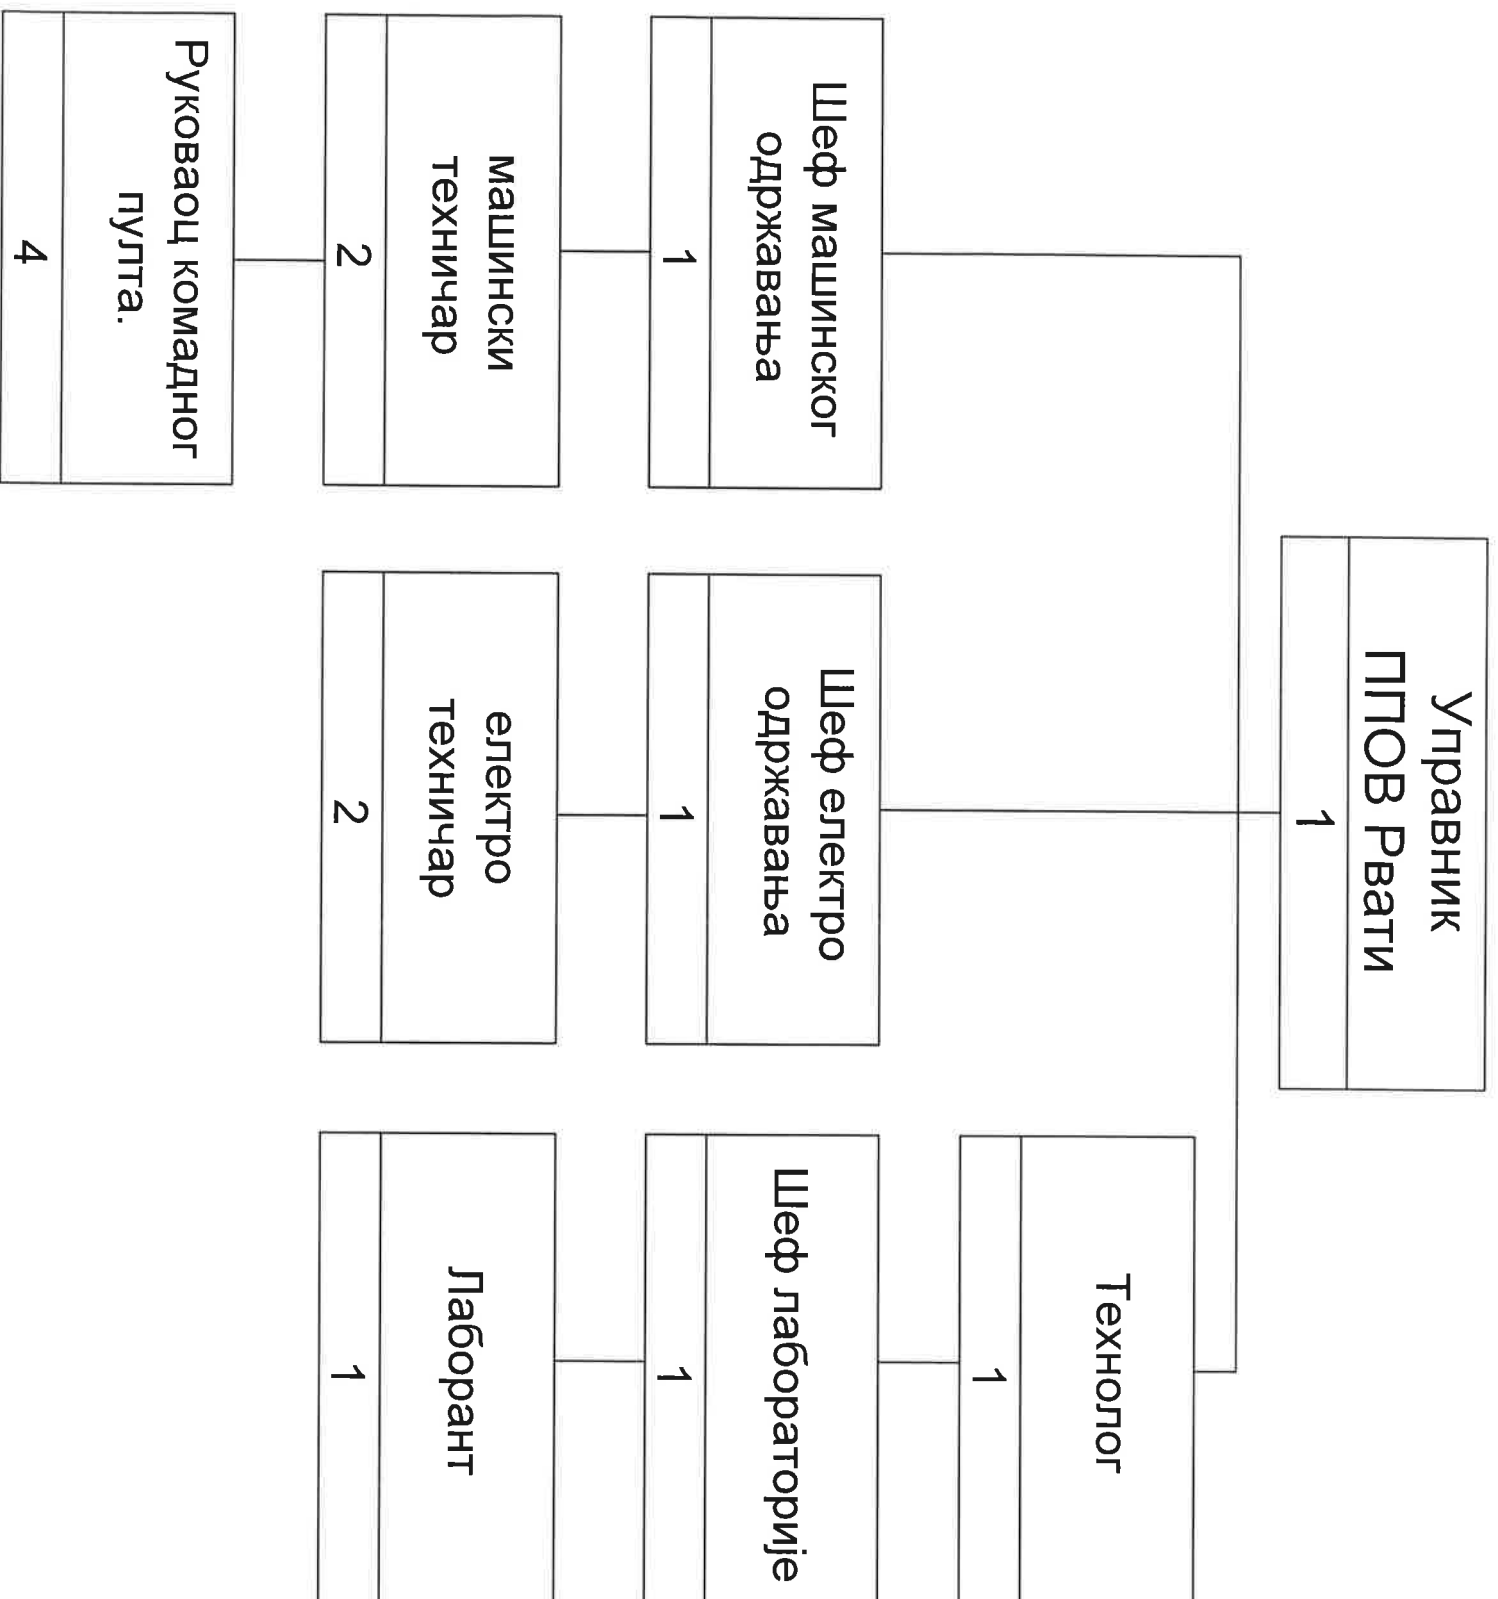 Управник
ППОВ Рвати
1
Шеф машинског
одржавања
1
машински
техничар
2
Руковаоц командног
пулта.
4
Шеф електро
одржавања
1
електро
техничар
2
Технолог
1
Шеф лабораторије
1
Лаборант
1